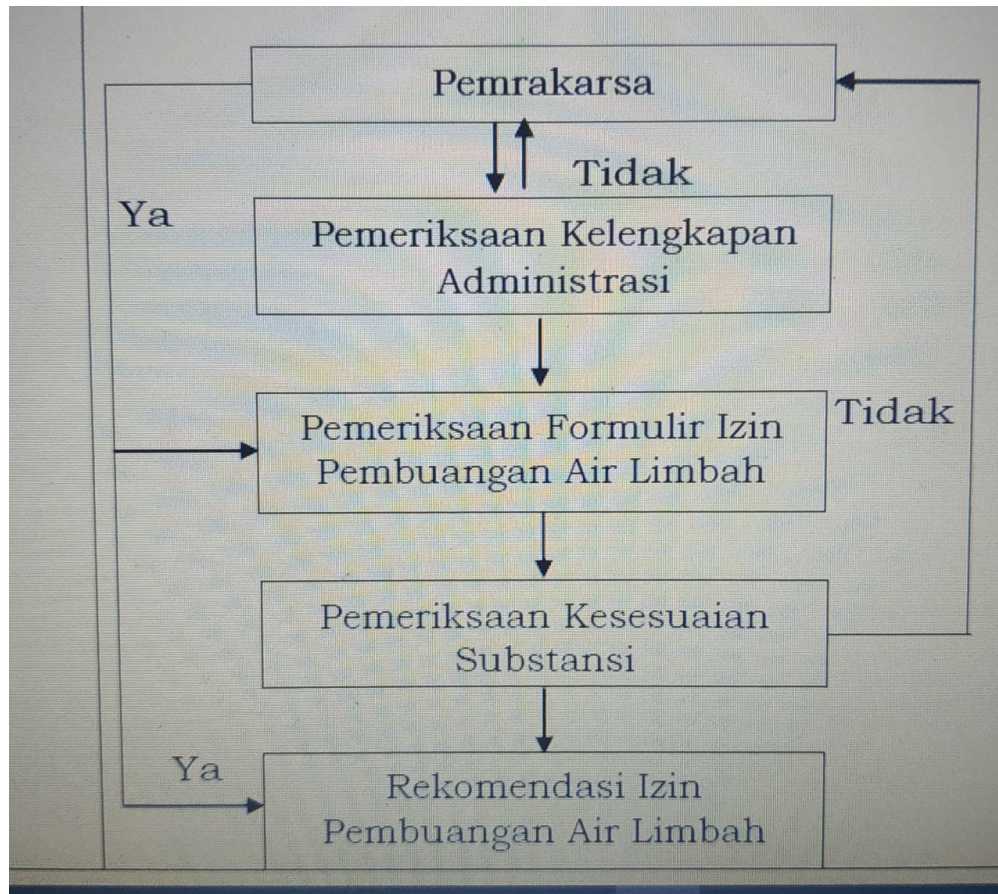 Pemrakarsa
Tidak
Ya
Pemeriksaan Kelengkapan
Administrasi
Pemeriksaan Formulir Izin
Pembuangan Air Limbah
Tidak
Pemeriksaan Kesesuaian
Substansi
Ya
Rekomendasi Izin
Pembuangan Air Limbah